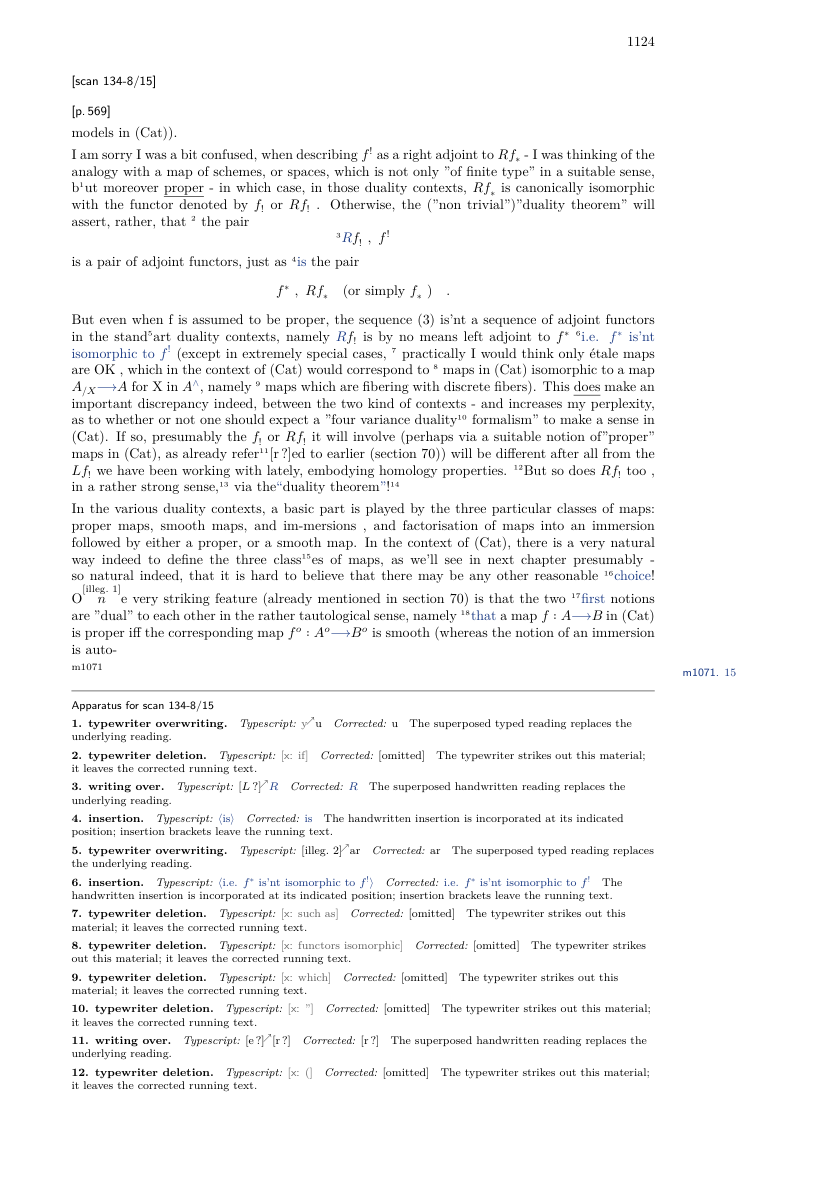 1124
[scan 134-8/15]
[p. 569]
models in (Cat)).
I am sorry I was a bit confused, when describing f! as a right adjoint to Rf∗ - I was thinking of the
analogy with a map of schemes, or spaces, which is not only ”of finite type” in a suitable sense,
b¹ut moreover proper - in which case, in those duality contexts, Rf∗ is canonically isomorphic
with the functor denoted by f! or Rf! . Otherwise, the (”non trivial”)”duality theorem” will
assert, rather, that ² the pair
³Rf! , f!
is a pair of adjoint functors, just as ⁴is the pair
f∗ , Rf∗ (or simply f∗ ) .
But even when f is assumed to be proper, the sequence (3) is'nt a sequence of adjoint functors
in the stand⁵art duality contexts, namely Rf! is by no means left adjoint to f∗ ⁶i.e. f∗ is'nt
isomorphic to f! (except in extremely special cases, ⁷ practically I would think only étale maps
are OK , which in the context of (Cat) would correspond to ⁸ maps in (Cat) isomorphic to a map
A/X⟶A for X in A^, namely ⁹ maps which are fibering with discrete fibers). This does make an
important discrepancy indeed, between the two kind of contexts - and increases my perplexity,
as to whether or not one should expect a ”four variance duality¹⁰ formalism” to make a sense in
(Cat). If so, presumably the f! or Rf! it will involve (perhaps via a suitable notion of”proper”
maps in (Cat), as already refer¹¹[r ?]ed to earlier (section 70)) will be different after all from the
Lf! we have been working with lately, embodying homology properties. ¹²But so does Rf! too ,
in a rather strong sense,¹³ via the“duality theorem”!¹⁴
In the various duality contexts, a basic part is played by the three particular classes of maps:
proper maps, smooth maps, and im-mersions , and factorisation of maps into an immersion
followed by either a proper, or a smooth map. In the context of (Cat), there is a very natural
way indeed to define the three class¹⁵es of maps, as we'll see in next chapter presumably -
so natural indeed, that it is hard to believe that there may be any other reasonable ¹⁶choice!
O[illeg. 1]n e very striking feature (already mentioned in section 70) is that the two ¹⁷first notions
are ”dual” to each other in the rather tautological sense, namely ¹⁸that a map f : A⟶B in (Cat)
is proper iff the corresponding map fᵒ : Aᵒ⟶Bᵒ is smooth (whereas the notion of an immersion
is auto-
m1071
m1071. 15
Apparatus for scan 134-8/15
1. typewriter overwriting. Typescript: y↗u Corrected: u The superposed typed reading replaces the
underlying reading.
2. typewriter deletion. Typescript: [x: if] Corrected: [omitted] The typewriter strikes out this material;
it leaves the corrected running text.
3. writing over. Typescript: [L ?]↗R Corrected: R The superposed handwritten reading replaces the
underlying reading.
4. insertion. Typescript: ⟨is⟩ Corrected: is The handwritten insertion is incorporated at its indicated
position; insertion brackets leave the running text.
5. typewriter overwriting. Typescript: [illeg. 2]↗ar Corrected: ar The superposed typed reading replaces
the underlying reading.
6. insertion. Typescript: ⟨i.e. f∗ is'nt isomorphic to f!⟩ Corrected: i.e. f∗ is'nt isomorphic to f! The
handwritten insertion is incorporated at its indicated position; insertion brackets leave the running text.
7. typewriter deletion. Typescript: [x: such as] Corrected: [omitted] The typewriter strikes out this
material; it leaves the corrected running text.
8. typewriter deletion. Typescript: [x: functors isomorphic] Corrected: [omitted] The typewriter strikes
out this material; it leaves the corrected running text.
9. typewriter deletion. Typescript: [x: which] Corrected: [omitted] The typewriter strikes out this
material; it leaves the corrected running text.
10. typewriter deletion. Typescript: [x: ”] Corrected: [omitted] The typewriter strikes out this material;
it leaves the corrected running text.
11. writing over. Typescript: [e ?]↗[r ?] Corrected: [r ?] The superposed handwritten reading replaces the
underlying reading.
12. typewriter deletion. Typescript: [x: (] Corrected: [omitted] The typewriter strikes out this material;
it leaves the corrected running text.